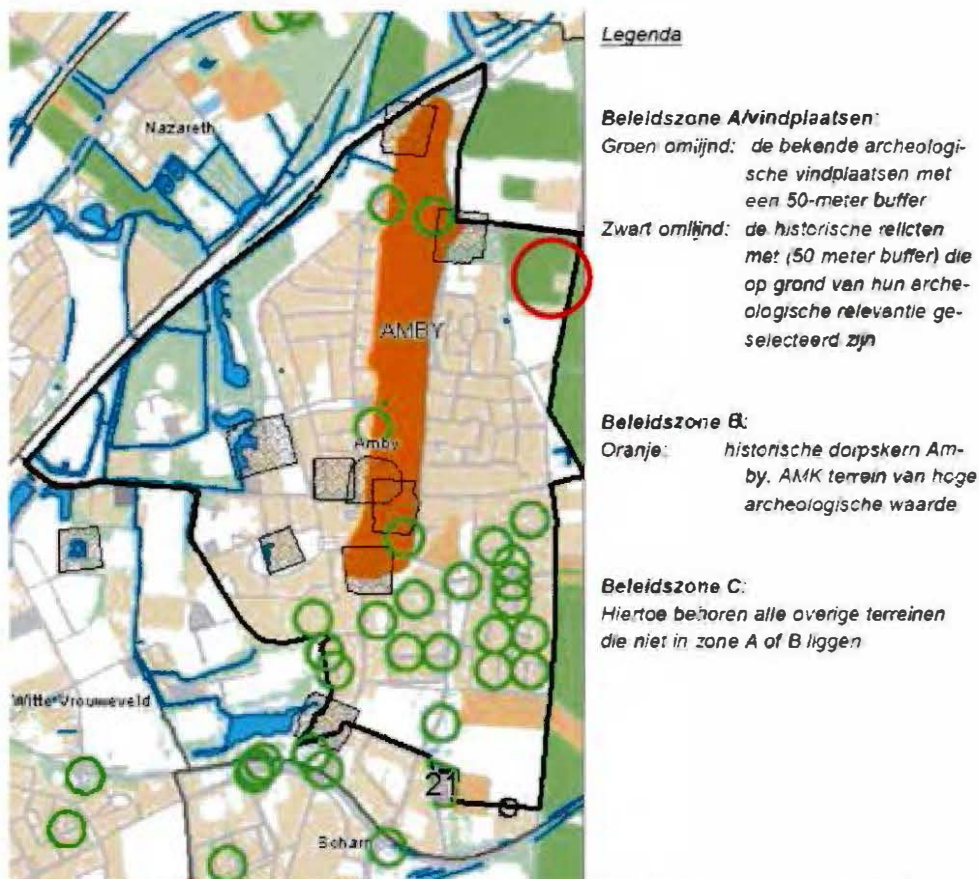 Nazareth
AMBY
Amby
Witte Vrouweveld
21
Scharn
Legenda
Beleidszone A/vindplaatsen:
Groen omlijnd: de bekende archeologi-
sche vindplaatsen met
een 50-meter buffer
Zwart omlijnd: de historische relicten
met (50 meter buffer) die
op grond van hun arche-
ologische relevantie ge-
selecteerd zijn
Beleidszone B:
Oranje: historische dorpskern Am-
by. AMK terrein van hoge
archeologische waarde
Beleidszone C:
Hiertoe behoren alle overige terreinen
die niet in zone A of B liggen